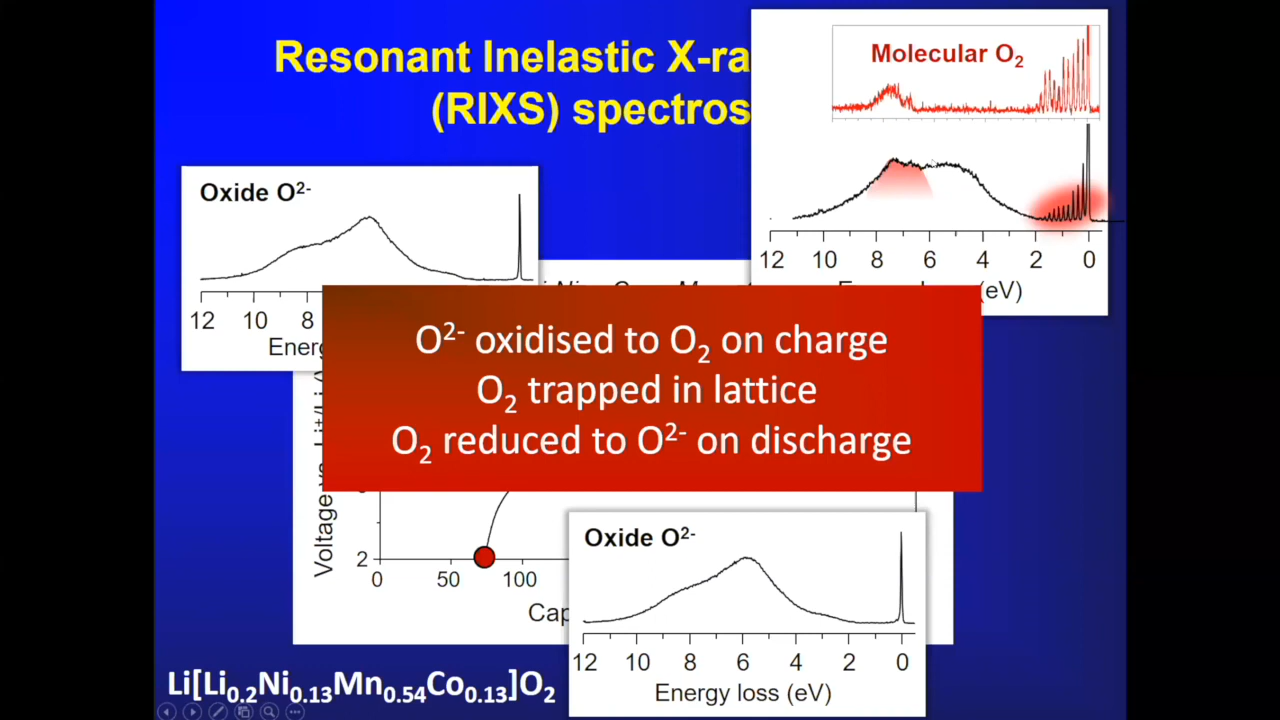 Resonant Inelastic X-ra
(RIXS) spectros
Molecular O₂
12 10 8 6 4 2 0
(eV)
Oxide O²⁻
12 10 8
Energ
O²⁻ oxidised to O₂ on charge
O₂ trapped in lattice
O₂ reduced to O²⁻ on discharge
Voltage
2
0 50 100
Cap
Oxide O²⁻
12 10 8 6 4 2 0
Energy loss (eV)
Li[Li₀.₂Ni₀.₁₃Mn₀.₅₄Co₀.₁₃]O₂